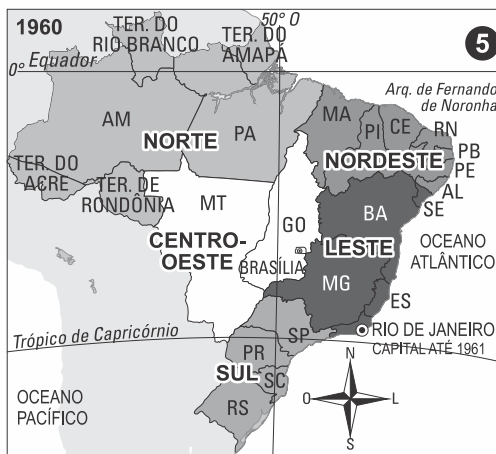 1960
TER. DO
RIO BRANCO
50° O
TER. DO
AMAPÁ
5
0° Equador
Arq. de Fernando
de Noronha
AM
PA
NORTE
MA
PI
CE
RN
PB
PE
AL
SE
NORDESTE
TER. DO
ACRE
TER. DE
RONDÔNIA
MT
GO
BA
CENTRO-
OESTE
BRASÍLIA
LESTE
OCEANO
ATLÂNTICO
MG
ES
RIO DE JANEIRO
CAPITAL ATÉ 1961
Trópico de Capricórnio
SP
PR
SUL
SC
RS
OCEANO
PACÍFICO
N
O
L
S